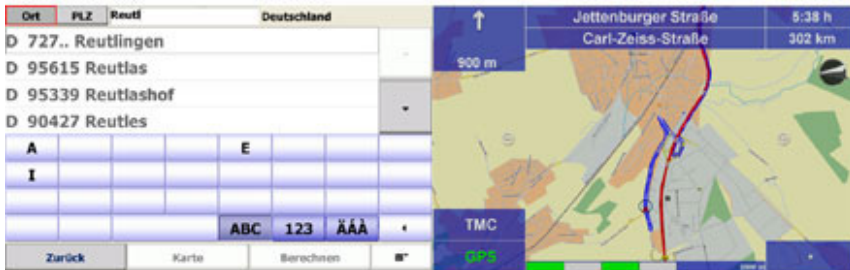 Ort PLZ Reutl Deutschland
D 727.. Reutlingen
D 95615 Reutlas
D 95339 Reutlashof
D 90427 Reutles
A E
I
ABC 123 ÄÁÀ
Zurück Karte Berechnen
Jettenburger Straße 5:38 h
Carl-Zeiss-Straße 302 km
900 m
TMC
GPS